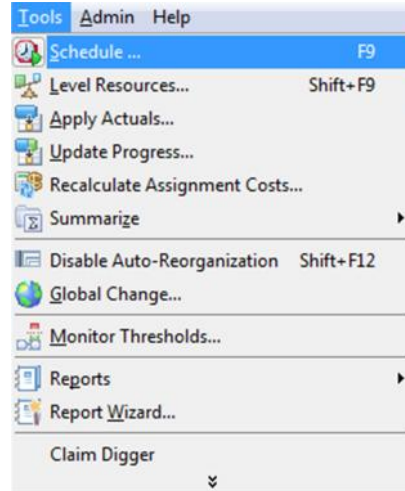 Tools Admin Help
Schedule ... F9
Level Resources... Shift+F9
Apply Actuals...
Update Progress...
Recalculate Assignment Costs...
Summarize
Disable Auto-Reorganization Shift+F12
Global Change...
Monitor Thresholds...
Reports
Report Wizard...
Claim Digger